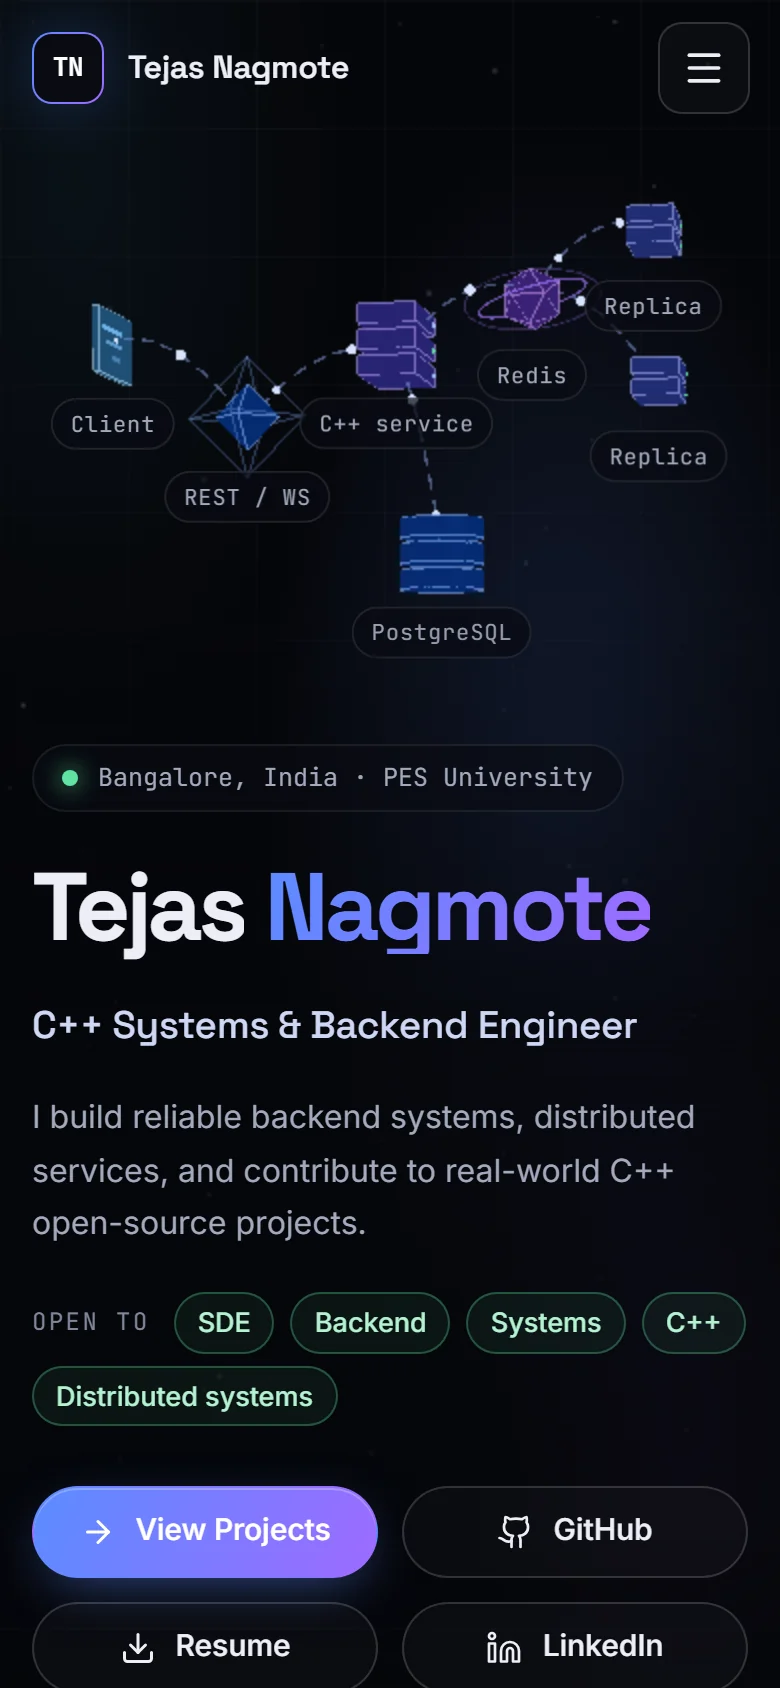 TN
Tejas Nagmote
Replica
Redis
Client
C++ service
Replica
REST / WS
PostgreSQL
Bangalore, India · PES University
Tejas Nagmote
C++ Systems & Backend Engineer
I build reliable backend systems, distributed
services, and contribute to real-world C++
open-source projects.
OPEN TO SDE Backend Systems C++
Distributed systems
View Projects GitHub
Resume LinkedIn